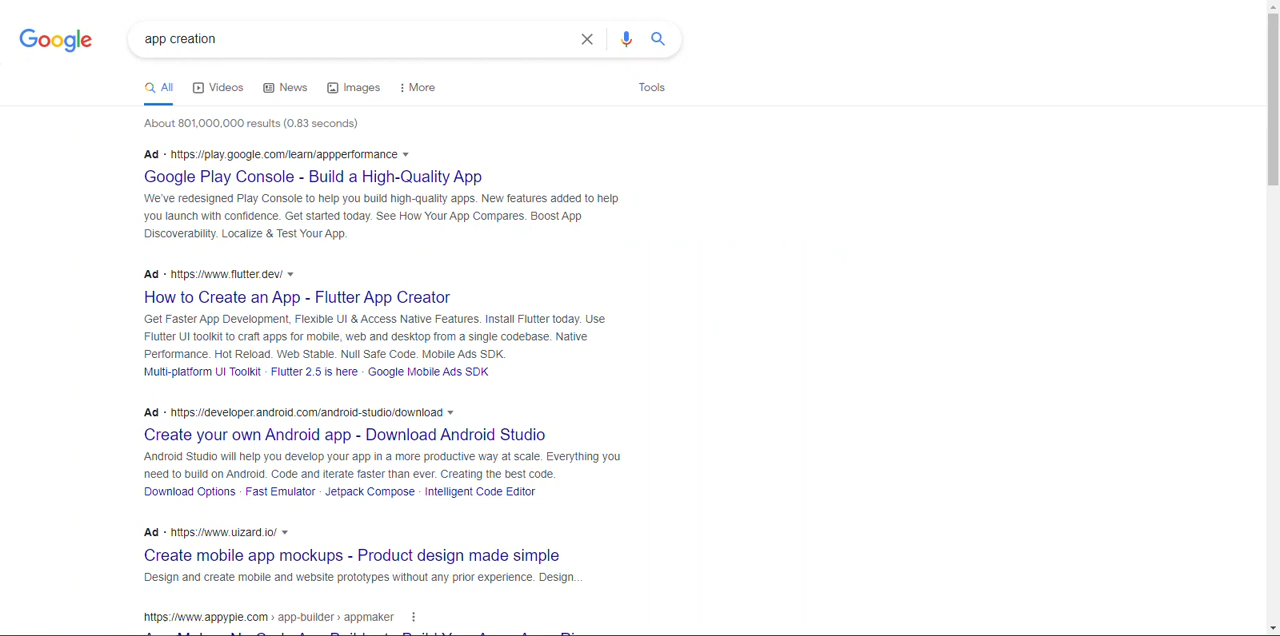 Google
app creation
All Videos News Images More Tools
About 801,000,000 results (0.83 seconds)
Ad · https://play.google.com/learn/appperformance
Google Play Console - Build a High-Quality App
We've redesigned Play Console to help you build high-quality apps. New features added to help
you launch with confidence. Get started today. See How Your App Compares. Boost App
Discoverability. Localize & Test Your App.
Ad · https://www.flutter.dev/
How to Create an App - Flutter App Creator
Get Faster App Development, Flexible UI & Access Native Features. Install Flutter today. Use
Flutter UI toolkit to craft apps for mobile, web and desktop from a single codebase. Native
Performance. Hot Reload. Web Stable. Null Safe Code. Mobile Ads SDK.
Multi-platform UI Toolkit · Flutter 2.5 is here · Google Mobile Ads SDK
Ad · https://developer.android.com/android-studio/download
Create your own Android app - Download Android Studio
Android Studio will help you develop your app in a more productive way at scale. Everything you
need to build on Android. Code and iterate faster than ever. Creating the best code.
Download Options · Fast Emulator · Jetpack Compose · Intelligent Code Editor
Ad · https://www.uizard.io/
Create mobile app mockups - Product design made simple
Design and create mobile and website prototypes without any prior experience. Design...
https://www.appypie.com › app-builder › appmaker